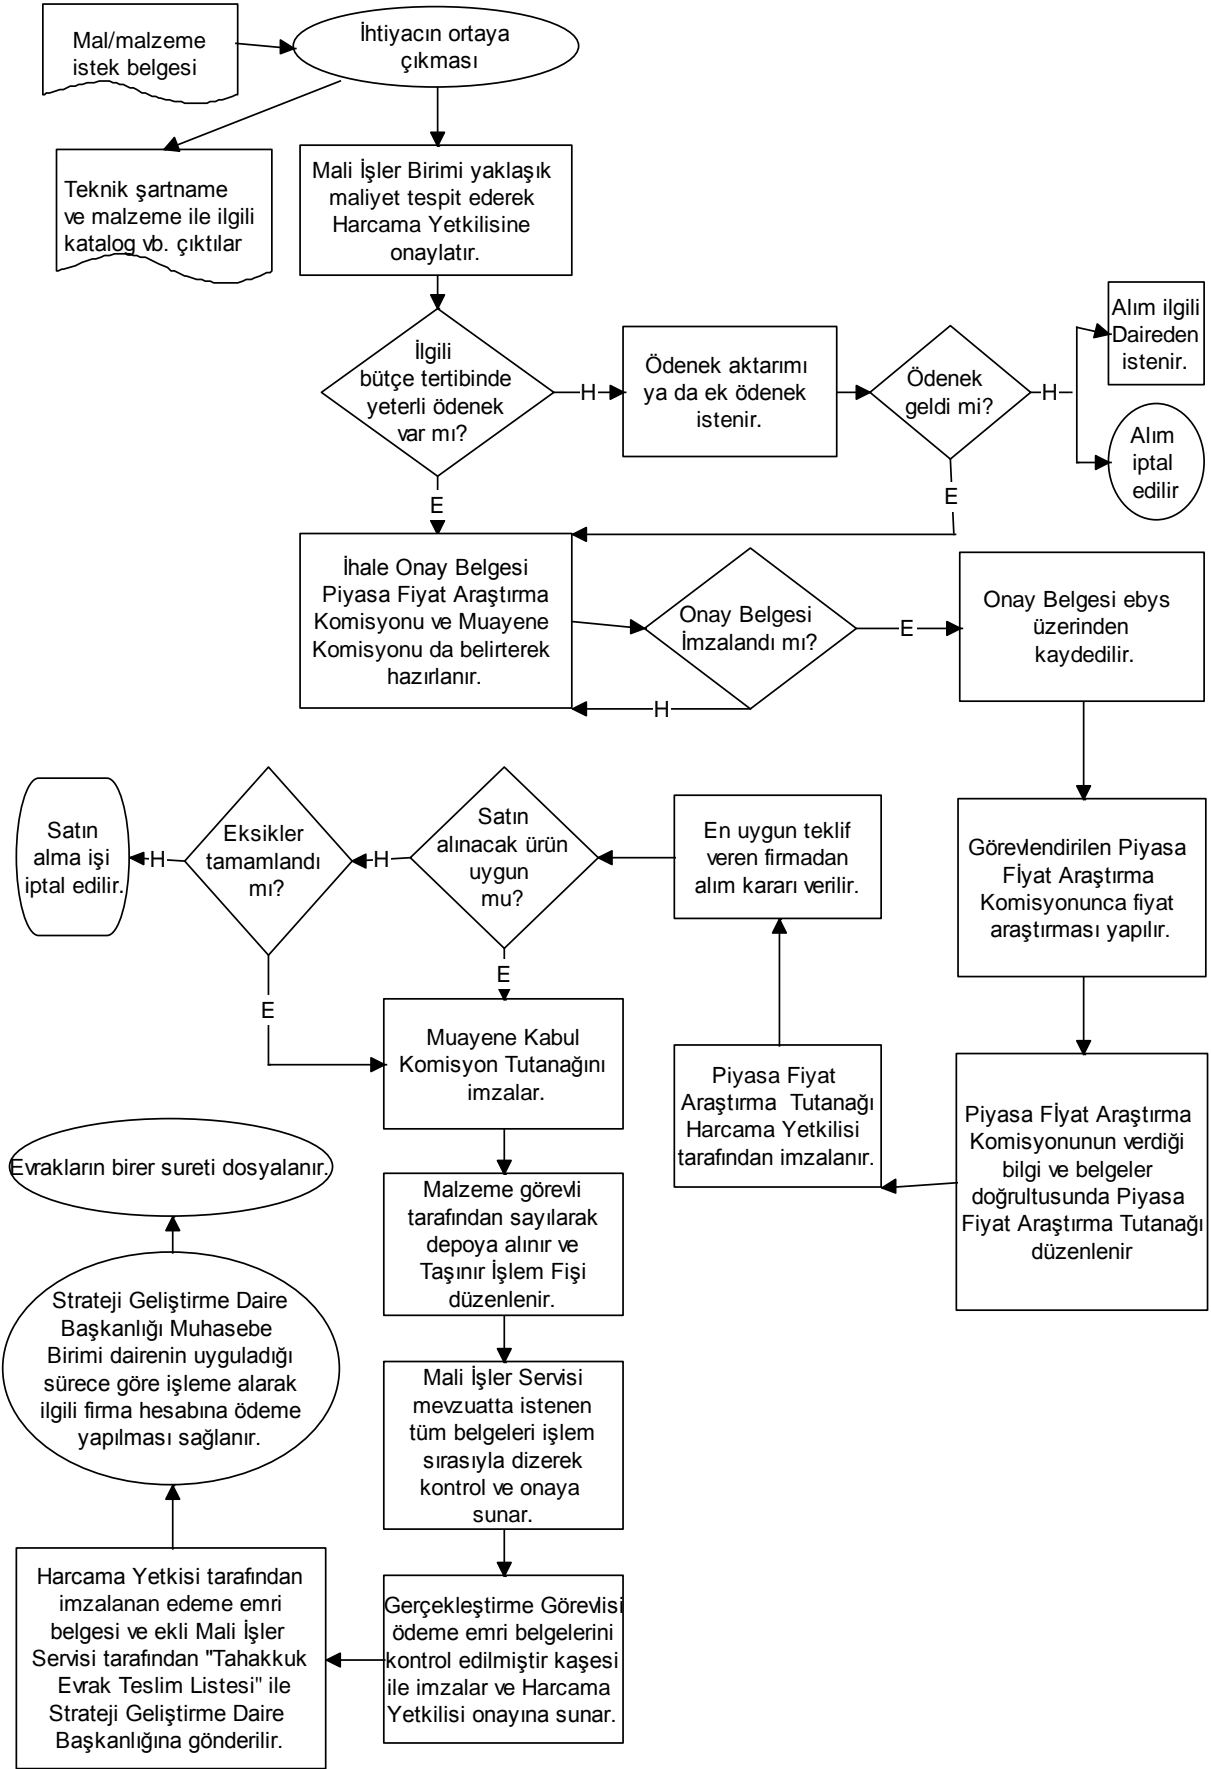 Mal/malzeme
istek belgesi
İhtiyacın ortaya
çıkması
Teknik şartname
ve malzeme ile ilgili
katalog vb. çıktılar
Mali İşler Birimi yaklaşık
maliyet tespit ederek
Harcama Yetkilisine
onaylatır.
İlgili
bütçe tertibinde
yeterli ödenek
var mı?
H
Ödenek aktarımı
ya da ek ödenek
istenir.
Ödenek
geldi mi?
H
Alım ilgili
Daireden
istenir.
Alım
iptal
edilir
E
E
İhale Onay Belgesi
Piyasa Fiyat Araştırma
Komisyonu ve Muayene
Komisyonu da belirterek
hazırlanır.
Onay Belgesi
İmzalandı mı?
E
H
Onay Belgesi ebys
üzerinden
kaydedilir.
Görevlendirilen Piyasa
Fİyat Araştırma
Komisyonunca fiyat
araştırması yapılır.
Piyasa Fİyat Araştırma
Komisyonunun verdiği
bilgi ve belgeler
doğrultusunda Piyasa
Fiyat Araştırma Tutanağı
düzenlenir
Piyasa Fiyat
Araştırma Tutanağı
Harcama Yetkilisi
tarafından imzalanır.
En uygun teklif
veren firmadan
alım kararı verilir.
Satın
alınacak ürün
uygun
mu?
H
Eksikler
tamamlandı
mı?
H
Satın
alma işi
iptal edilir.
E
E
Muayene Kabul
Komisyon Tutanağını
imzalar.
Malzeme görevli
tarafından sayılarak
depoya alınır ve
Taşınır İşlem Fişi
düzenlenir.
Mali İşler Servisi
mevzuatta istenen
tüm belgeleri işlem
sırasıyla dizerek
kontrol ve onaya
sunar.
Gerçekleştirme Görevlisi
ödeme emri belgelerini
kontrol edilmiştir kaşesi
ile imzalar ve Harcama
Yetkilisi onayına sunar.
Harcama Yetkisi tarafından
imzalanan edeme emri
belgesi ve ekli Mali İşler
Servisi tarafından "Tahakkuk
Evrak Teslim Listesi" ile
Strateji Geliştirme Daire
Başkanlığına gönderilir.
Strateji Geliştirme Daire
Başkanlığı Muhasebe
Birimi dairenin uyguladığı
sürece göre işleme alarak
ilgili firma hesabına ödeme
yapılması sağlanır.
Evrakların birer sureti dosyalanır.